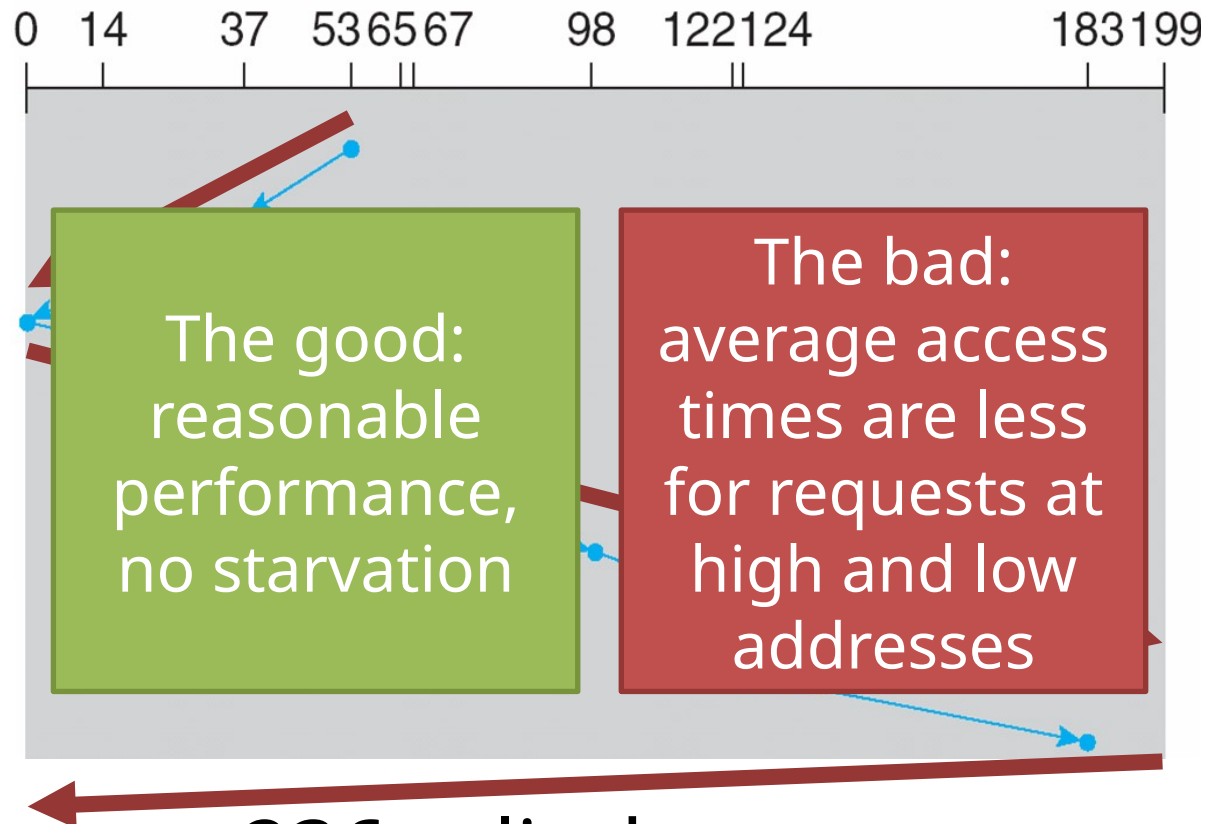 0 14 37 53 65 67 98 122 124 183 199
The good:
reasonable
performance,
no starvation
The bad:
average access
times are less
for requests at
high and low
addresses